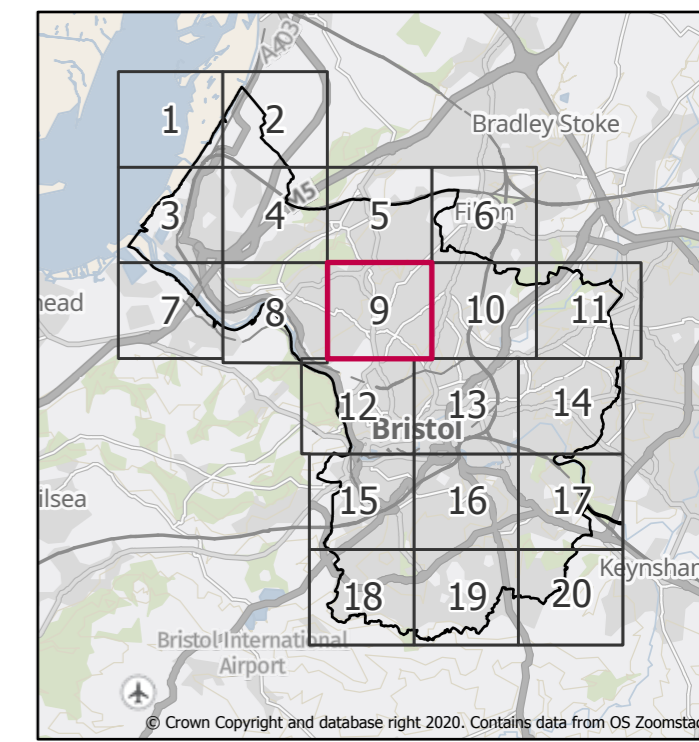 A403
1
2
Bradley Stoke
M5
3
4
5
Filton
6
ead
7
8
9
10
11
12
13
14
Bristol
ilsea
15
16
17
Keynshar
18
19
20
Bristol International
Airport
© Crown Copyright and database right 2020. Contains data from OS Zoomstac